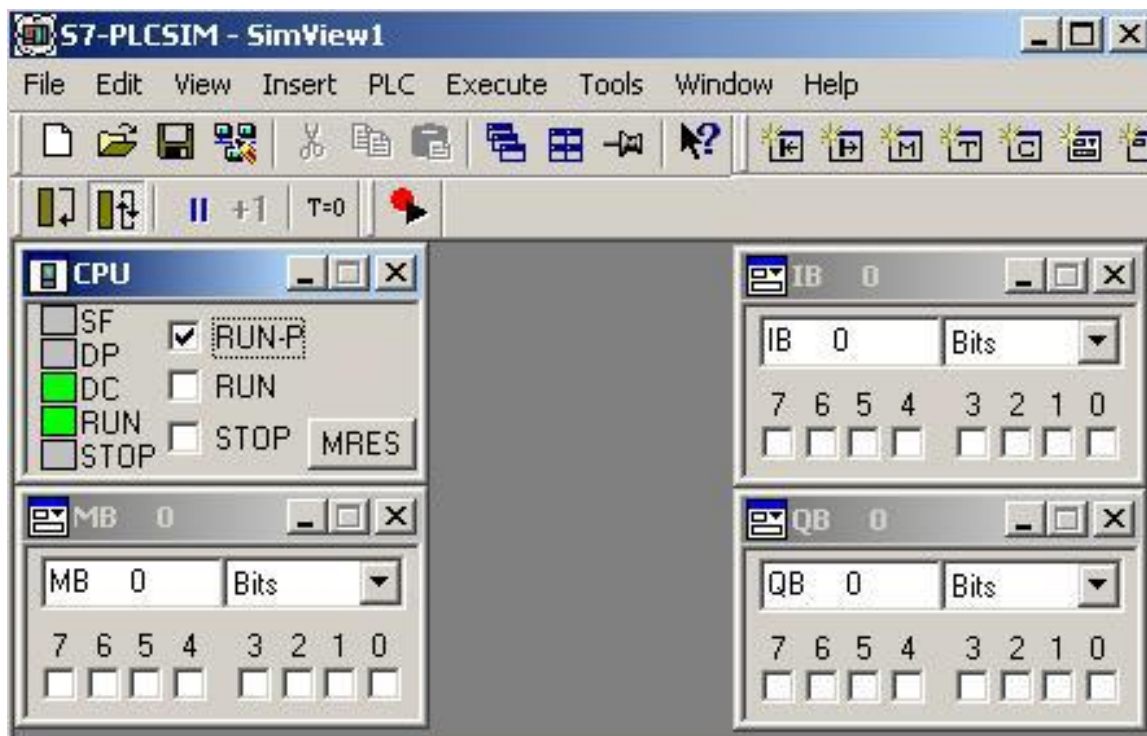 S7-PLCSIM - SimView1
File Edit View Insert PLC Execute Tools Window Help
M T C
+1 T=0
CPU
SF
DP
DC
RUN
STOP
RUN-P
RUN
STOP
MRES
IB 0
IB 0 Bits
7 6 5 4 3 2 1 0
MB 0
MB 0 Bits
7 6 5 4 3 2 1 0
QB 0
QB 0 Bits
7 6 5 4 3 2 1 0